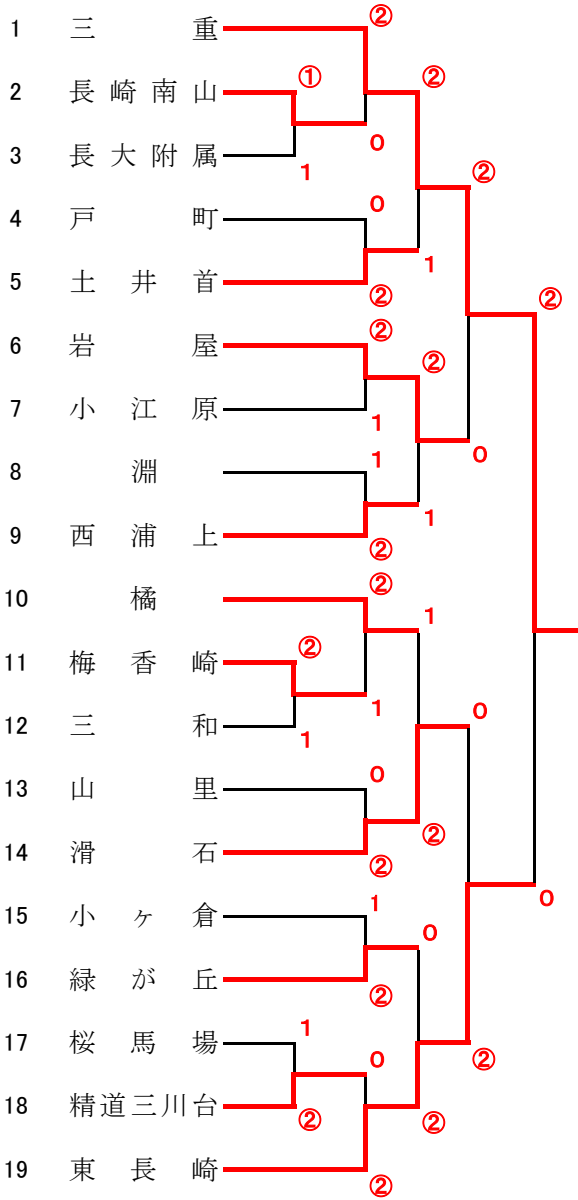 ②
1 三重
②
2 長崎南山 ①
0
3 長大附属 1
②
0
4 戸町
1
5 土井首
②
②
②
6 岩屋
②
7 小江原 1
0
1
8 淵
1
9 西浦上
②
②
10 橘
1
11 梅香崎 ②
1
0
12 三和 1
0
13 山里
②
14 滑石
②
1
0
0
15 小ヶ倉
16 緑が丘
②
1
17 桜馬場
0
②
18 精道三川台 ②
②
19 東長崎
②